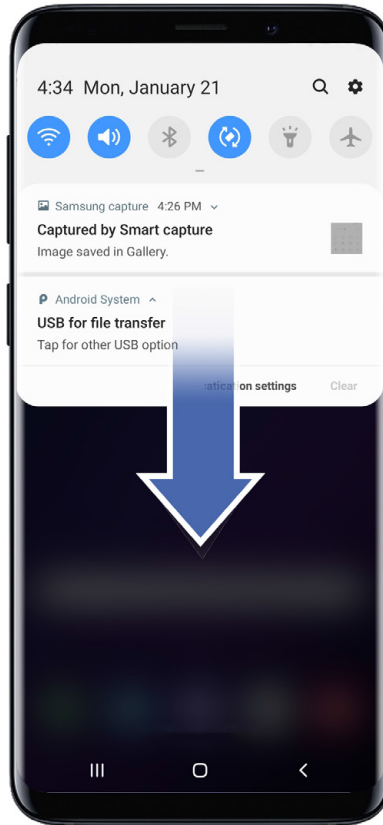 4:34 Mon, January 21
Samsung capture 4:26 PM
Captured by Smart capture
Image saved in Gallery.
Android System
USB for file transfer
Tap for other USB option
settings Clear